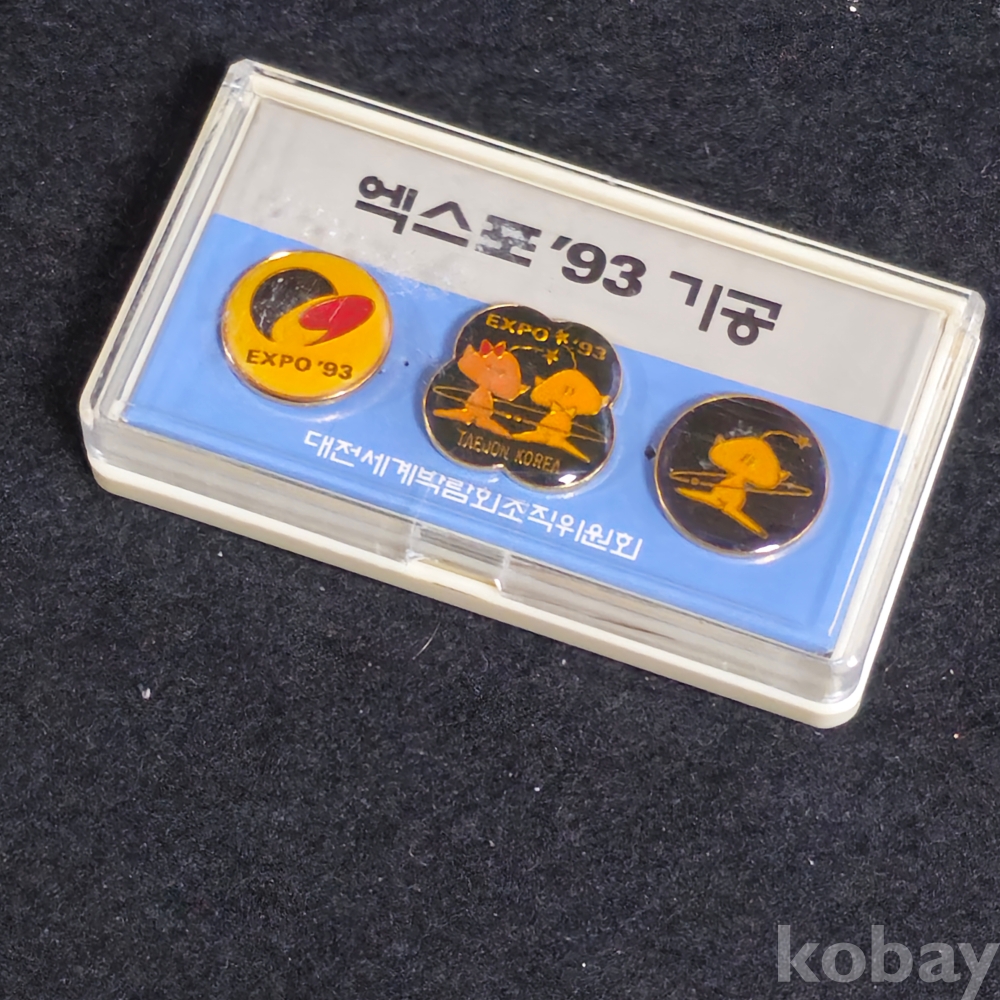 엑스포 '93 기공
EXPO '93
EXPO '93
TAEJON KOREA
대전세계박람회조직위원회
kobay